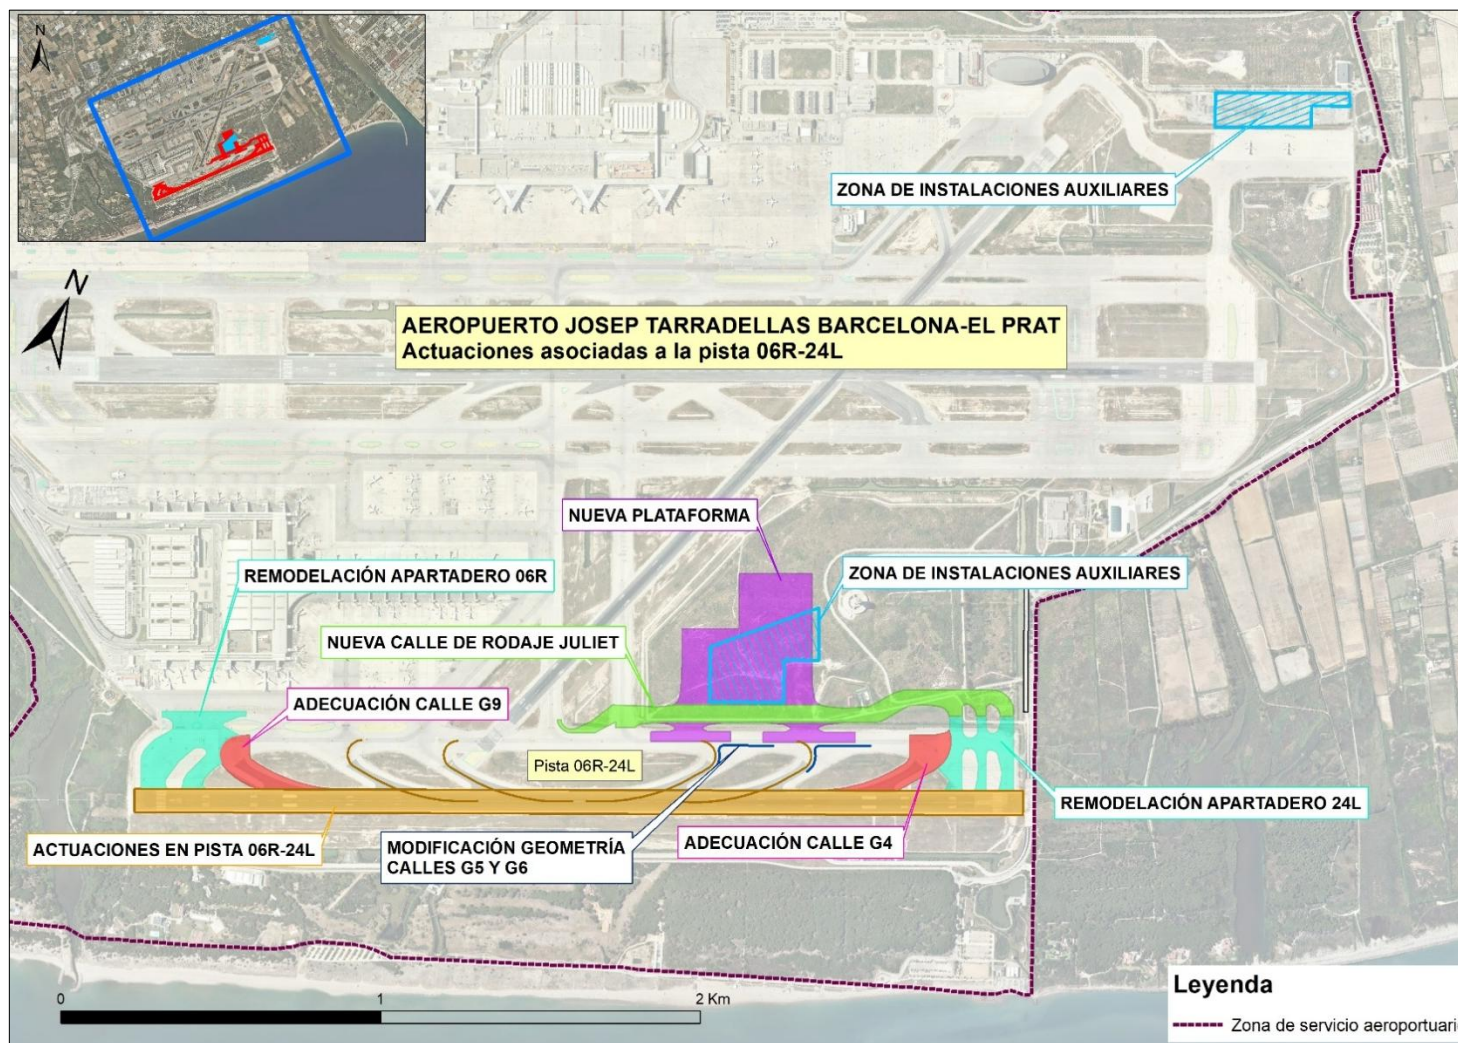 N
ZONA DE INSTALACIONES AUXILIARES
N
AEROPUERTO JOSEP TARRADELLAS BARCELONA-EL PRAT
Actuaciones asociadas a la pista 06R-24L
NUEVA PLATAFORMA
REMODELACIÓN APARTADERO 06R
ZONA DE INSTALACIONES AUXILIARES
NUEVA CALLE DE RODAJE JULIET
ADECUACIÓN CALLE G9
Pista 06R-24L
REMODELACIÓN APARTADERO 24L
ACTUACIONES EN PISTA 06R-24L
MODIFICACIÓN GEOMETRÍA
CALLES G5 Y G6
ADECUACIÓN CALLE G4
Leyenda
0 1 2 Km
Zona de servicio aeroportuari